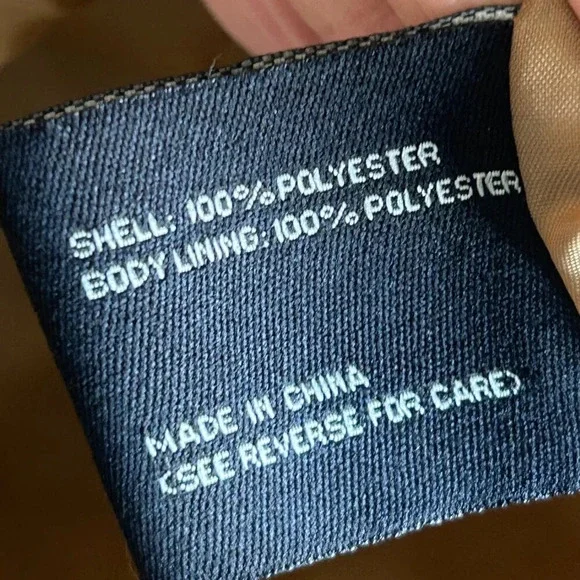 SHELL: 100% POLYESTER
BODY LINING: 100% POLYESTER
MADE IN CHINA
(SEE REVERSE FOR CARE)